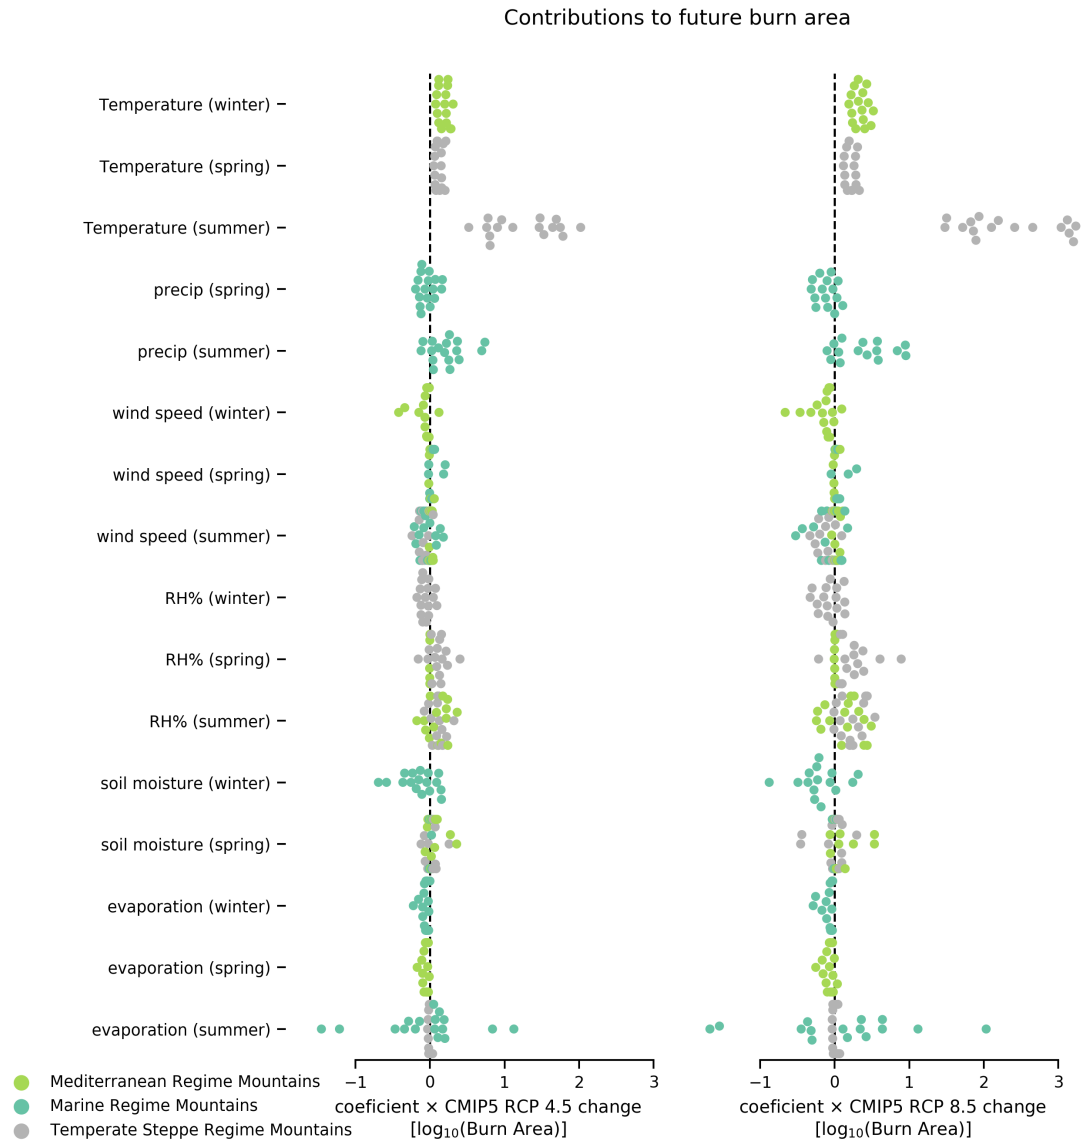 Contributions to future burn area
Temperature (winter)
Temperature (spring)
Temperature (summer)
precip (spring)
precip (summer)
wind speed (winter)
wind speed (spring)
wind speed (summer)
RH% (winter)
RH% (spring)
RH% (summer)
soil moisture (winter)
soil moisture (spring)
evaporation (winter)
evaporation (spring)
evaporation (summer)
−1 0 1 2 3
coeficient × CMIP5 RCP 4.5 change
[log₁₀(Burn Area)]
−1 0 1 2 3
coeficient × CMIP5 RCP 8.5 change
[log₁₀(Burn Area)]
Mediterranean Regime Mountains
Marine Regime Mountains
Temperate Steppe Regime Mountains